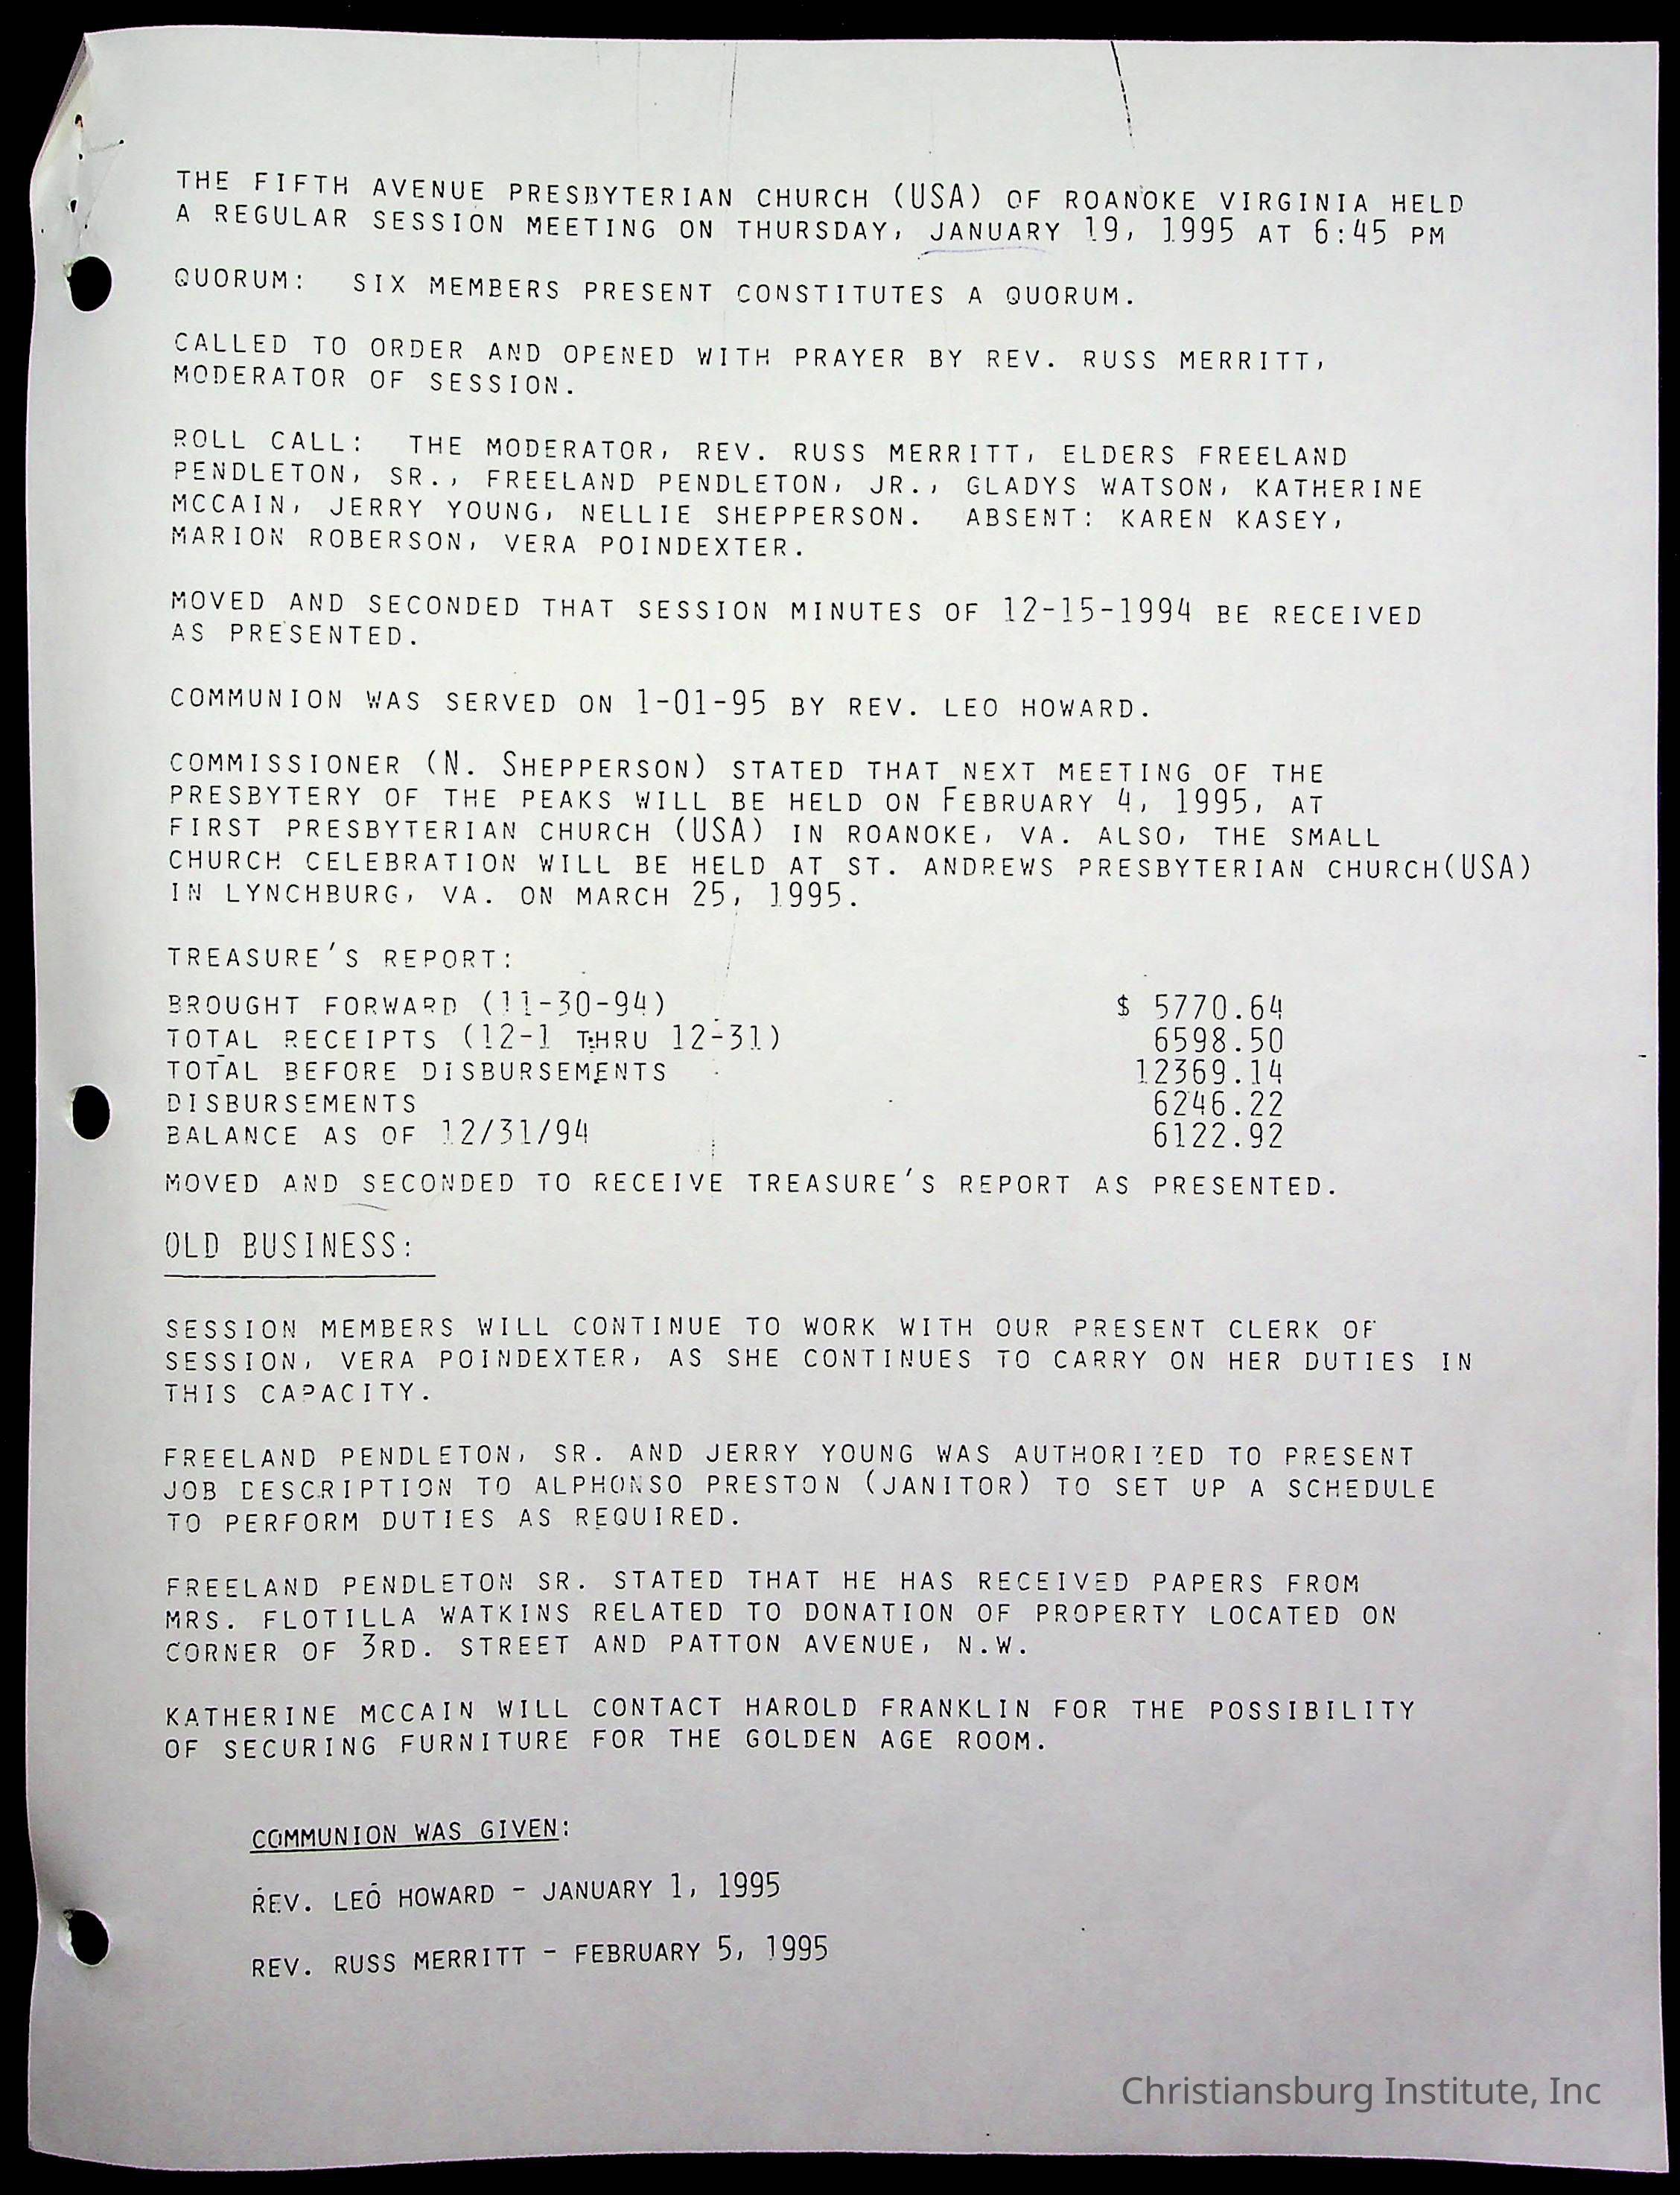 THE FIFTH AVENUE PRESBYTERIAN CHURCH (USA) OF ROANOKE VIRGINIA HELD
A REGULAR SESSION MEETING ON THURSDAY, JANUARY 19, 1995 AT 6:45 PM
QUORUM: SIX MEMBERS PRESENT CONSTITUTES A QUORUM.
CALLED TO ORDER AND OPENED WITH PRAYER BY REV. RUSS MERRITT,
MODERATOR OF SESSION.
ROLL CALL: THE MODERATOR, REV. RUSS MERRITT, ELDERS FREELAND
PENDLETON, SR., FREELAND PENDLETON, JR., GLADYS WATSON, KATHERINE
MCCAIN, JERRY YOUNG, NELLIE SHEPPERSON. ABSENT: KAREN KASEY,
MARION ROBERSON, VERA POINDEXTER.
MOVED AND SECONDED THAT SESSION MINUTES OF 12-15-1994 BE RECEIVED
AS PRESENTED.
COMMUNION WAS SERVED ON 1-01-95 BY REV. LEO HOWARD.
COMMISSIONER (N. SHEPPERSON) STATED THAT NEXT MEETING OF THE
PRESBYTERY OF THE PEAKS WILL BE HELD ON FEBRUARY 4, 1995, AT
FIRST PRESBYTERIAN CHURCH (USA) IN ROANOKE, VA. ALSO, THE SMALL
CHURCH CELEBRATION WILL BE HELD AT ST. ANDREWS PRESBYTERIAN CHURCH(USA)
IN LYNCHBURG, VA. ON MARCH 25, 1995.
TREASURE'S REPORT:
BROUGHT FORWARD (11-30-94) $ 5770.64
TOTAL RECEIPTS (12-1 THRU 12-31) 6598.50
TOTAL BEFORE DISBURSEMENTS 12369.14
DISBURSEMENTS 6246.22
BALANCE AS OF 12/31/94 6122.92
MOVED AND SECONDED TO RECEIVE TREASURE'S REPORT AS PRESENTED.
OLD BUSINESS:
SESSION MEMBERS WILL CONTINUE TO WORK WITH OUR PRESENT CLERK OF
SESSION, VERA POINDEXTER, AS SHE CONTINUES TO CARRY ON HER DUTIES IN
THIS CAPACITY.
FREELAND PENDLETON, SR. AND JERRY YOUNG WAS AUTHORIZED TO PRESENT
JOB DESCRIPTION TO ALPHONSO PRESTON (JANITOR) TO SET UP A SCHEDULE
TO PERFORM DUTIES AS REQUIRED.
FREELAND PENDLETON SR. STATED THAT HE HAS RECEIVED PAPERS FROM
MRS. FLOTILLA WATKINS RELATED TO DONATION OF PROPERTY LOCATED ON
CORNER OF 3RD. STREET AND PATTON AVENUE, N.W.
KATHERINE MCCAIN WILL CONTACT HAROLD FRANKLIN FOR THE POSSIBILITY
OF SECURING FURNITURE FOR THE GOLDEN AGE ROOM.
COMMUNION WAS GIVEN:
REV. LEO HOWARD - JANUARY 1, 1995
REV. RUSS MERRITT - FEBRUARY 5, 1995
Christiansburg Institute, Inc